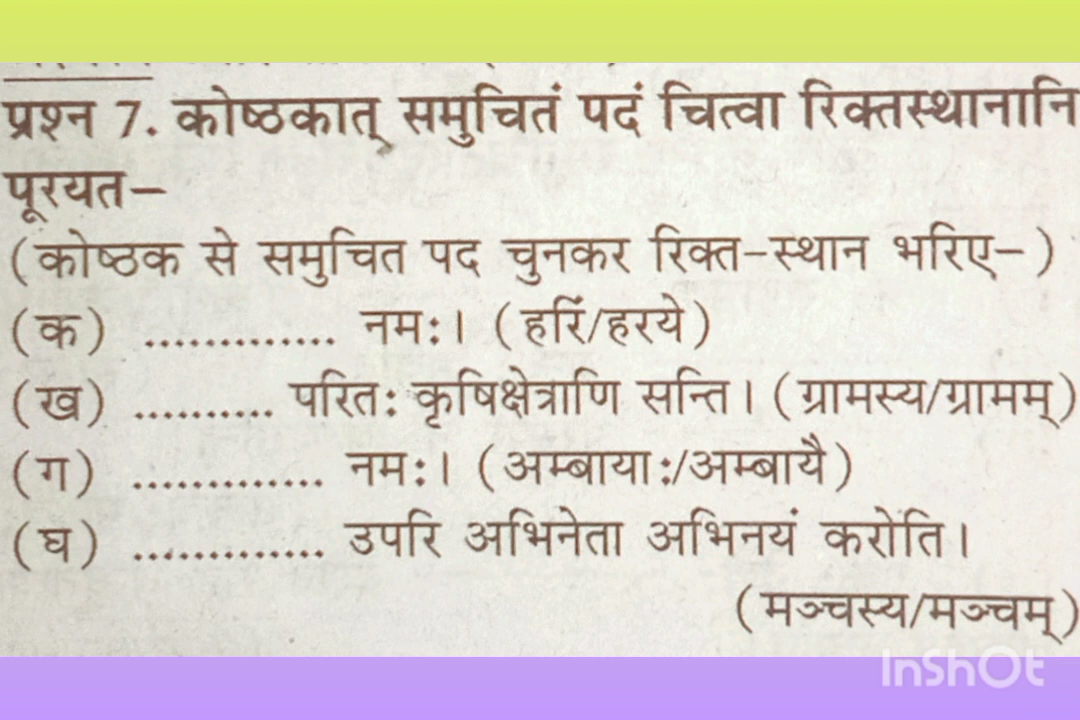 प्रश्न 7. कोष्ठकात् समुचितं पदं चित्वा रिक्तस्थानानि
पूरयत–
(कोष्ठक से समुचित पद चुनकर रिक्त-स्थान भरिए–)
(क) ............. नमः। (हरिं/हरये)
(ख) .......... परितः कृषिक्षेत्राणि सन्ति। (ग्रामस्य/ग्रामम्)
(ग) ............. नमः। (अम्बायाः/अम्बायै)
(घ) ............. उपरि अभिनेता अभिनयं करोति।
(मञ्चस्य/मञ्चम्)
InShOt